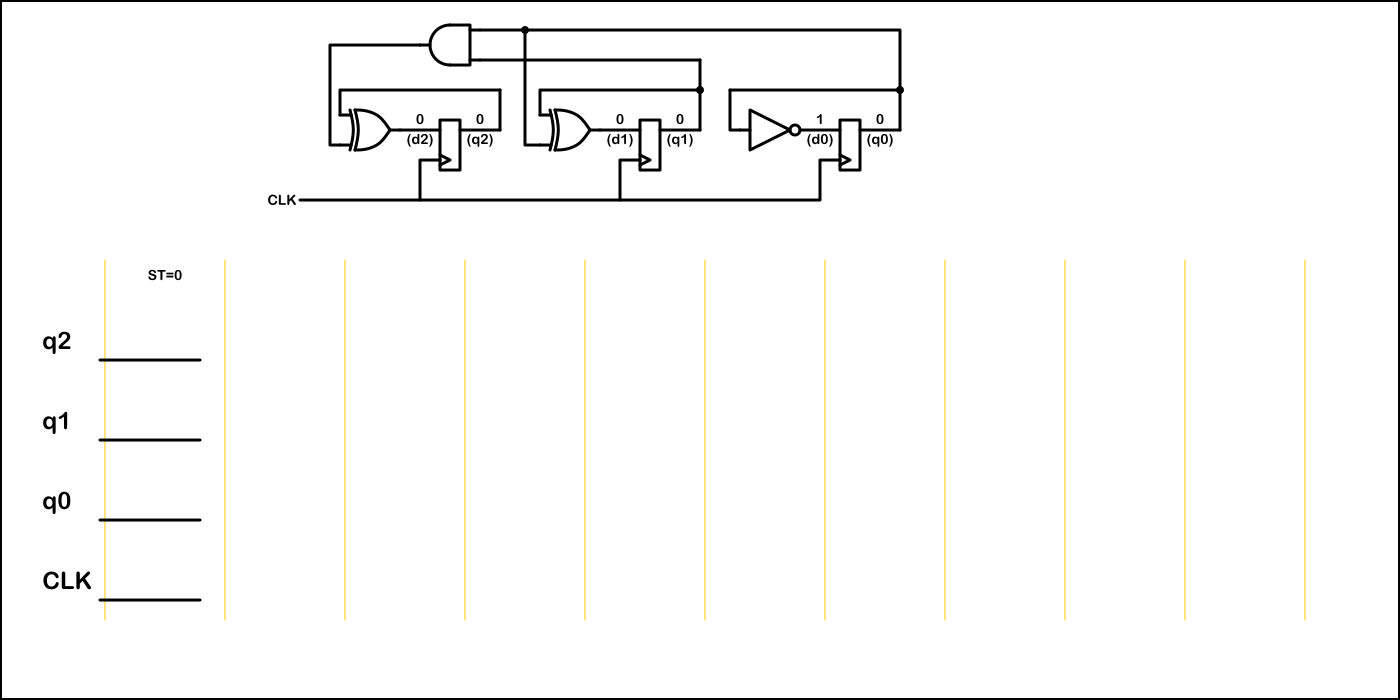 0 0 0 0 1 0
(d2) (q2) (d1) (q1) (d0) (q0)
CLK
ST=0
q2
q1
q0
CLK